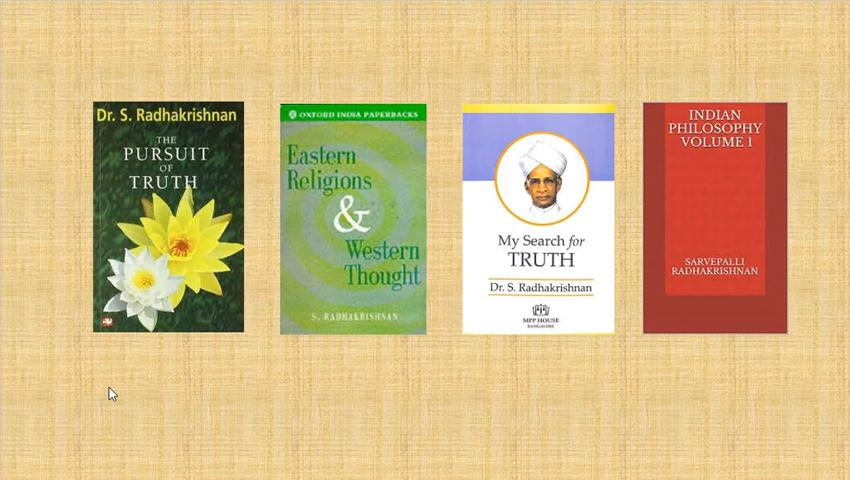 Dr. S. Radhakrishnan
THE
PURSUIT
OF
TRUTH
OXFORD INDIA PAPERBACKS
Eastern
Religions
&
Western
Thought
S. RADHAKRISHNAN
My Search for
TRUTH
Dr. S. Radhakrishnan
MPP HOUSE
BANGALORE
INDIAN
PHILOSOPHY
VOLUME 1
SARVEPALLI
RADHAKRISHNAN